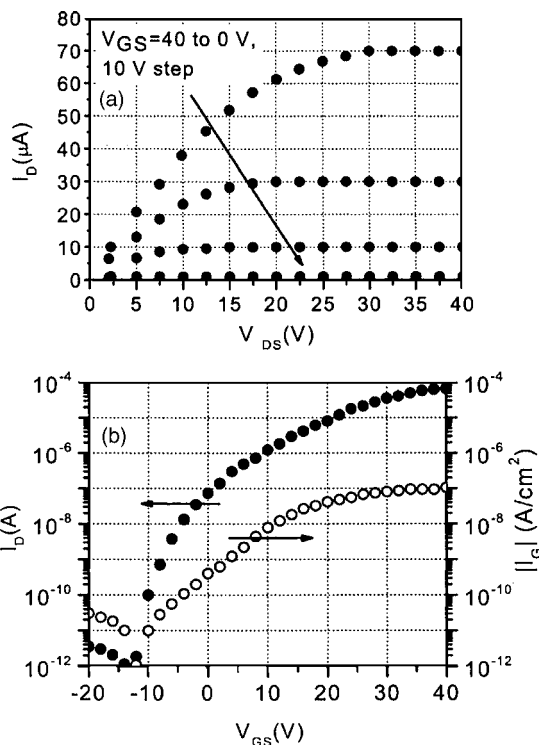 V_GS=40 to 0 V,
10 V step
(a)
I_D(μA)
80
70
60
50
40
30
20
10
0
0 5 10 15 20 25 30 35 40
V_DS(V)
(b)
I_D(A)
10^-4
10^-6
10^-8
10^-10
10^-12
|I_G| (A/cm^2)
10^-4
10^-6
10^-8
10^-10
10^-12
-20 -10 0 10 20 30 40
V_GS(V)